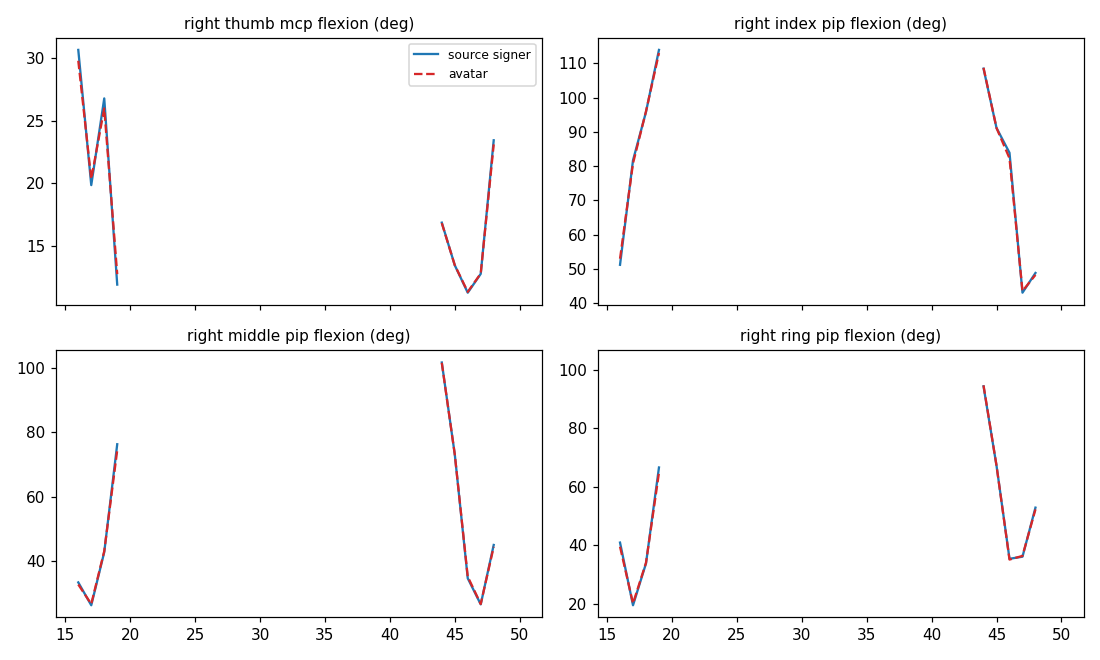 right thumb mcp flexion (deg)
right index pip flexion (deg)
source signer
avatar
30
25
20
15
110
100
90
80
70
60
50
40
right middle pip flexion (deg)
right ring pip flexion (deg)
100
80
60
40
100
80
60
40
20
15 20 25 30 35 40 45 50
15 20 25 30 35 40 45 50